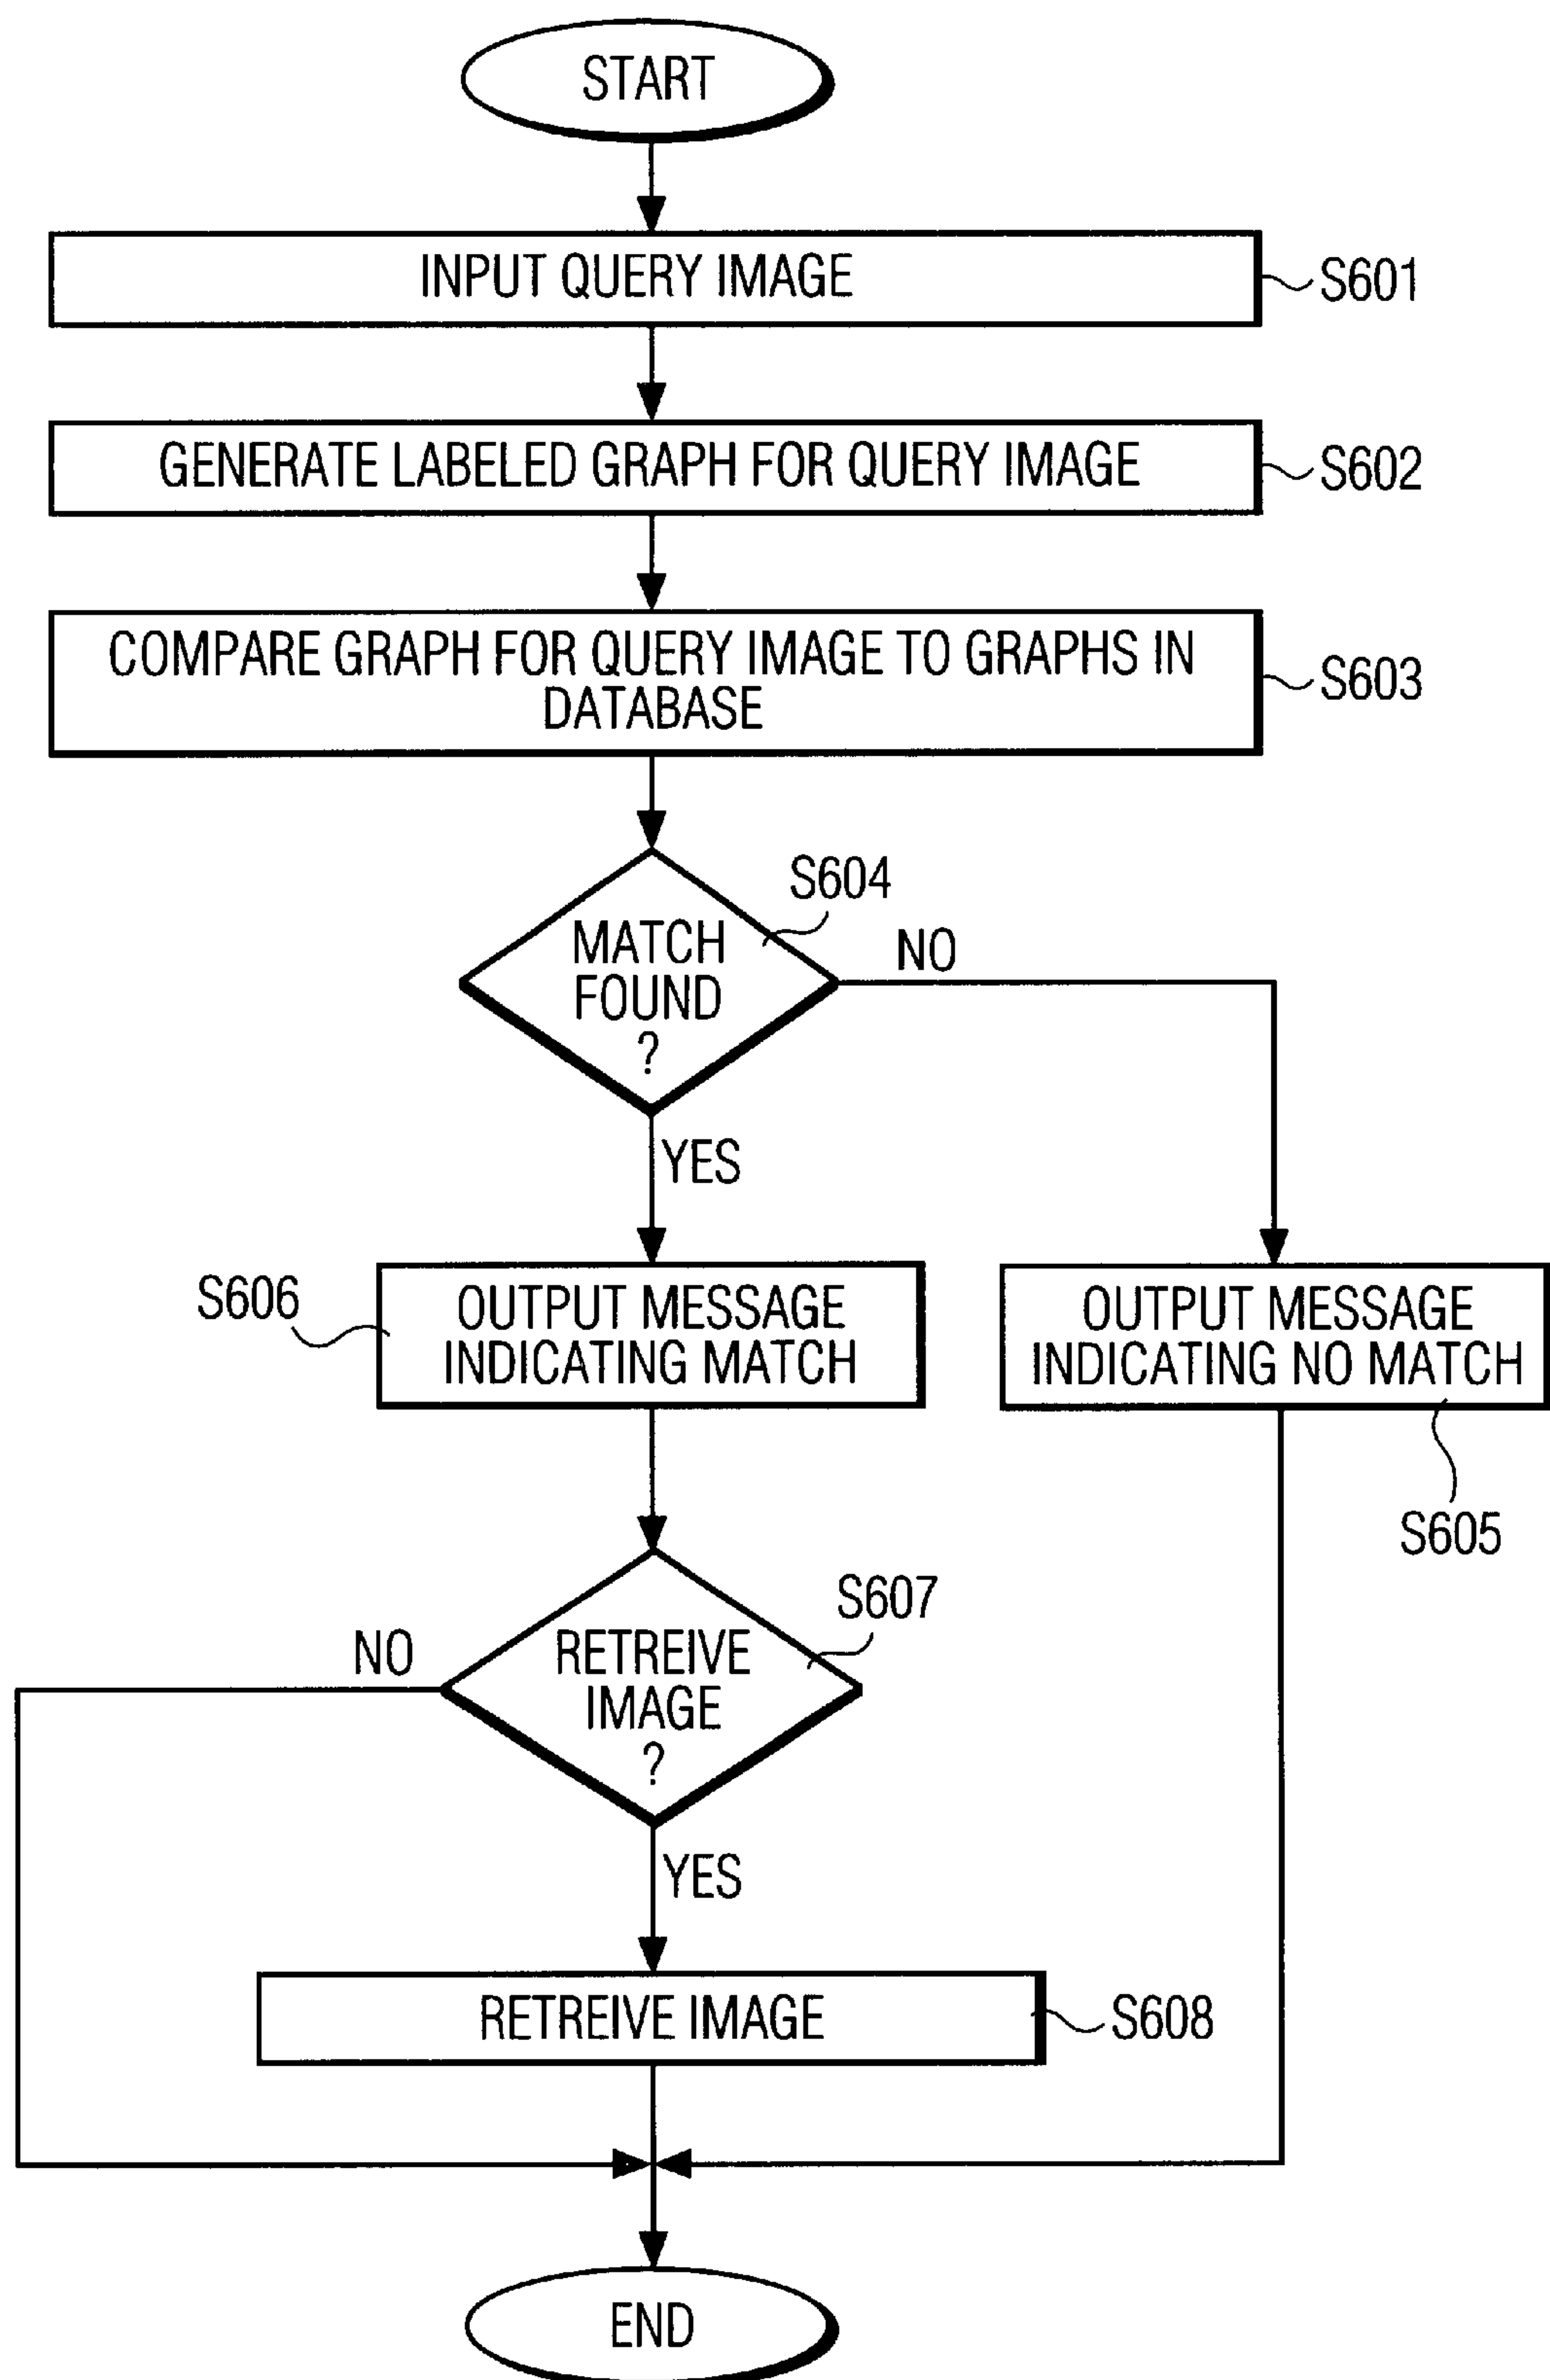 START
INPUT QUERY IMAGE
S601
GENERATE LABELED GRAPH FOR QUERY IMAGE
S602
COMPARE GRAPH FOR QUERY IMAGE TO GRAPHS IN
DATABASE
S603
S604
MATCH
FOUND
?
NO
YES
S606
OUTPUT MESSAGE
INDICATING MATCH
OUTPUT MESSAGE
INDICATING NO MATCH
S605
S607
NO
RETREIVE
IMAGE
?
YES
RETREIVE IMAGE
S608
END